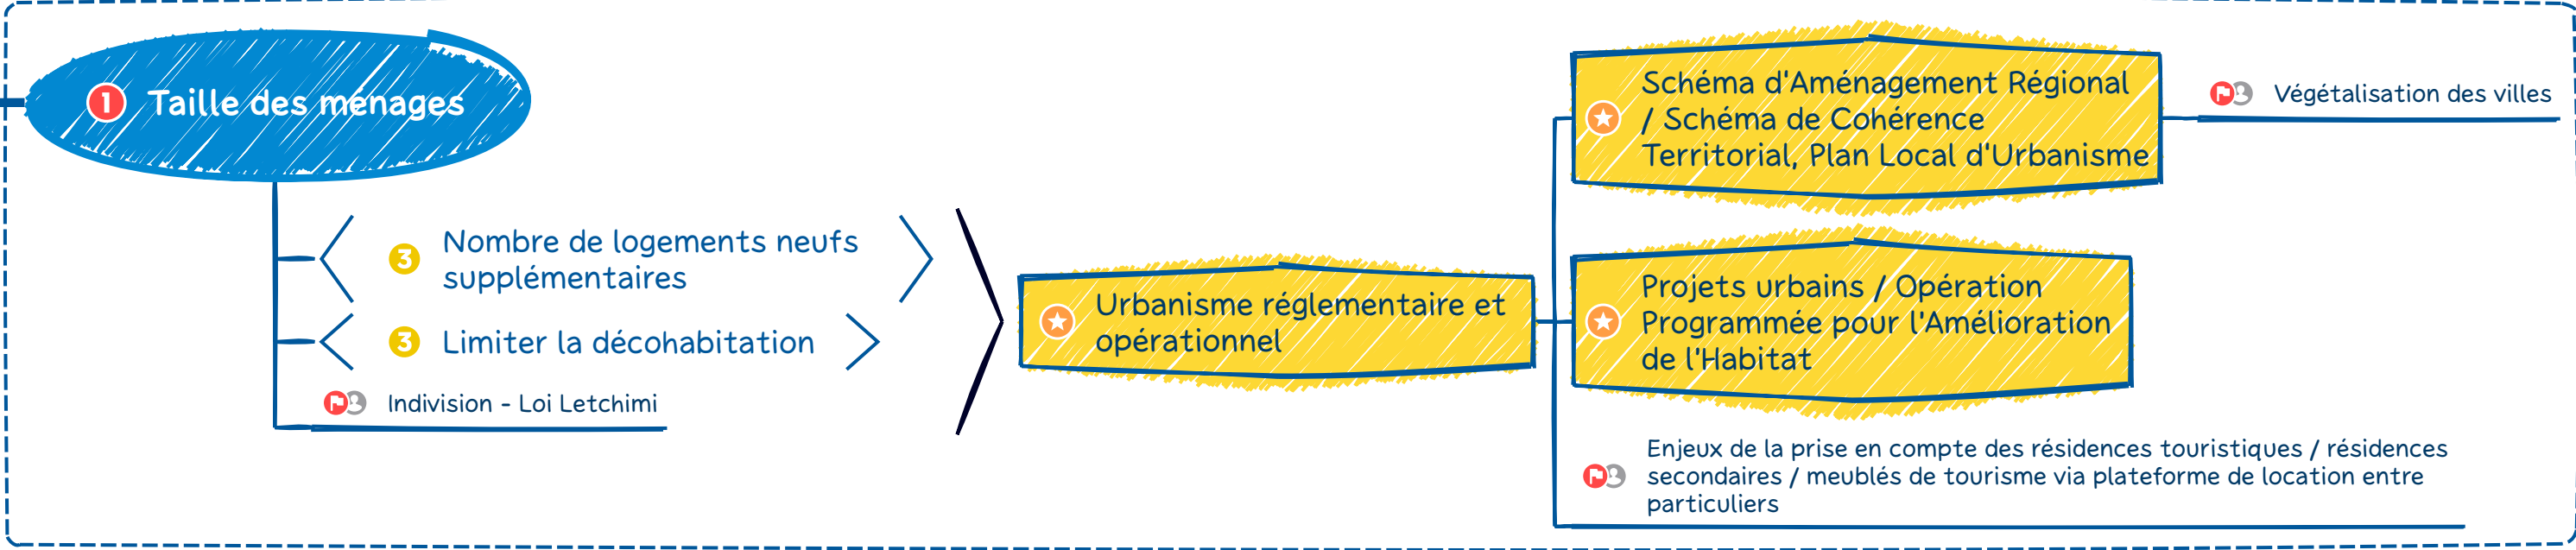 1 Taille des ménages
3 Nombre de logements neufs
supplémentaires
3 Limiter la décohabitation
Indivision - Loi Letchimi
Urbanisme réglementaire et
opérationnel
Schéma d'Aménagement Régional
/ Schéma de Cohérence
Territorial, Plan Local d'Urbanisme
Végétalisation des villes
Projets urbains / Opération
Programmée pour l'Amélioration
de l'Habitat
Enjeux de la prise en compte des résidences touristiques / résidences
secondaires / meublés de tourisme via plateforme de location entre
particuliers